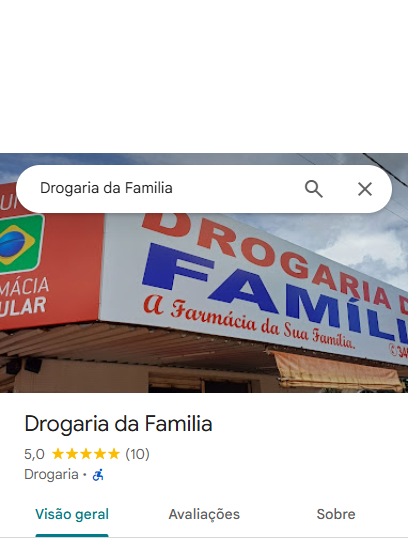 Drogaria da Familia
DROGARIA D
FAMÍLI
A Farmácia da Sua Família.
MÁCIA
ULAR
Drogaria da Familia
5,0 (10)
Drogaria ·
Visão geral Avaliações Sobre